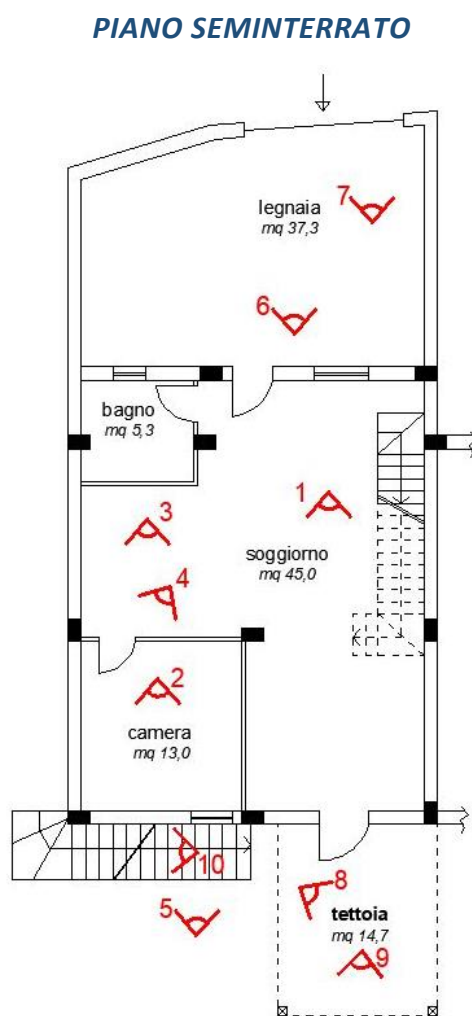 PIANO SEMINTERRATO
7
legnaia
mq 37,3
6
bagno
mq 5,3
1
3
soggiorno
mq 45,0
4
2
camera
mq 13,0
10
8
5
tettoia
mq 14,7
9